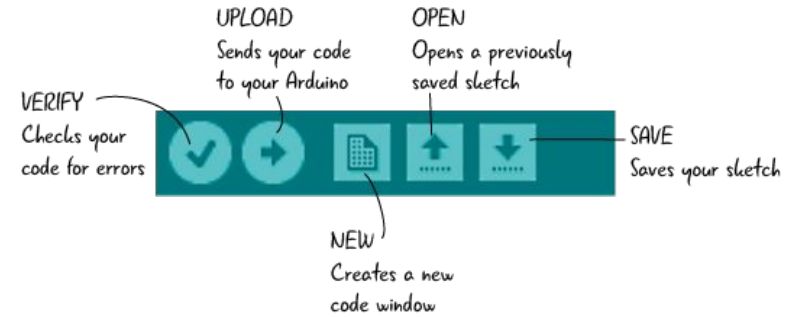 UPLOAD
Sends your code
to your Arduino
OPEN
Opens a previously
saved sketch
VERIFY
Checks your
code for errors
SAVE
Saves your sketch
NEW
Creates a new
code window